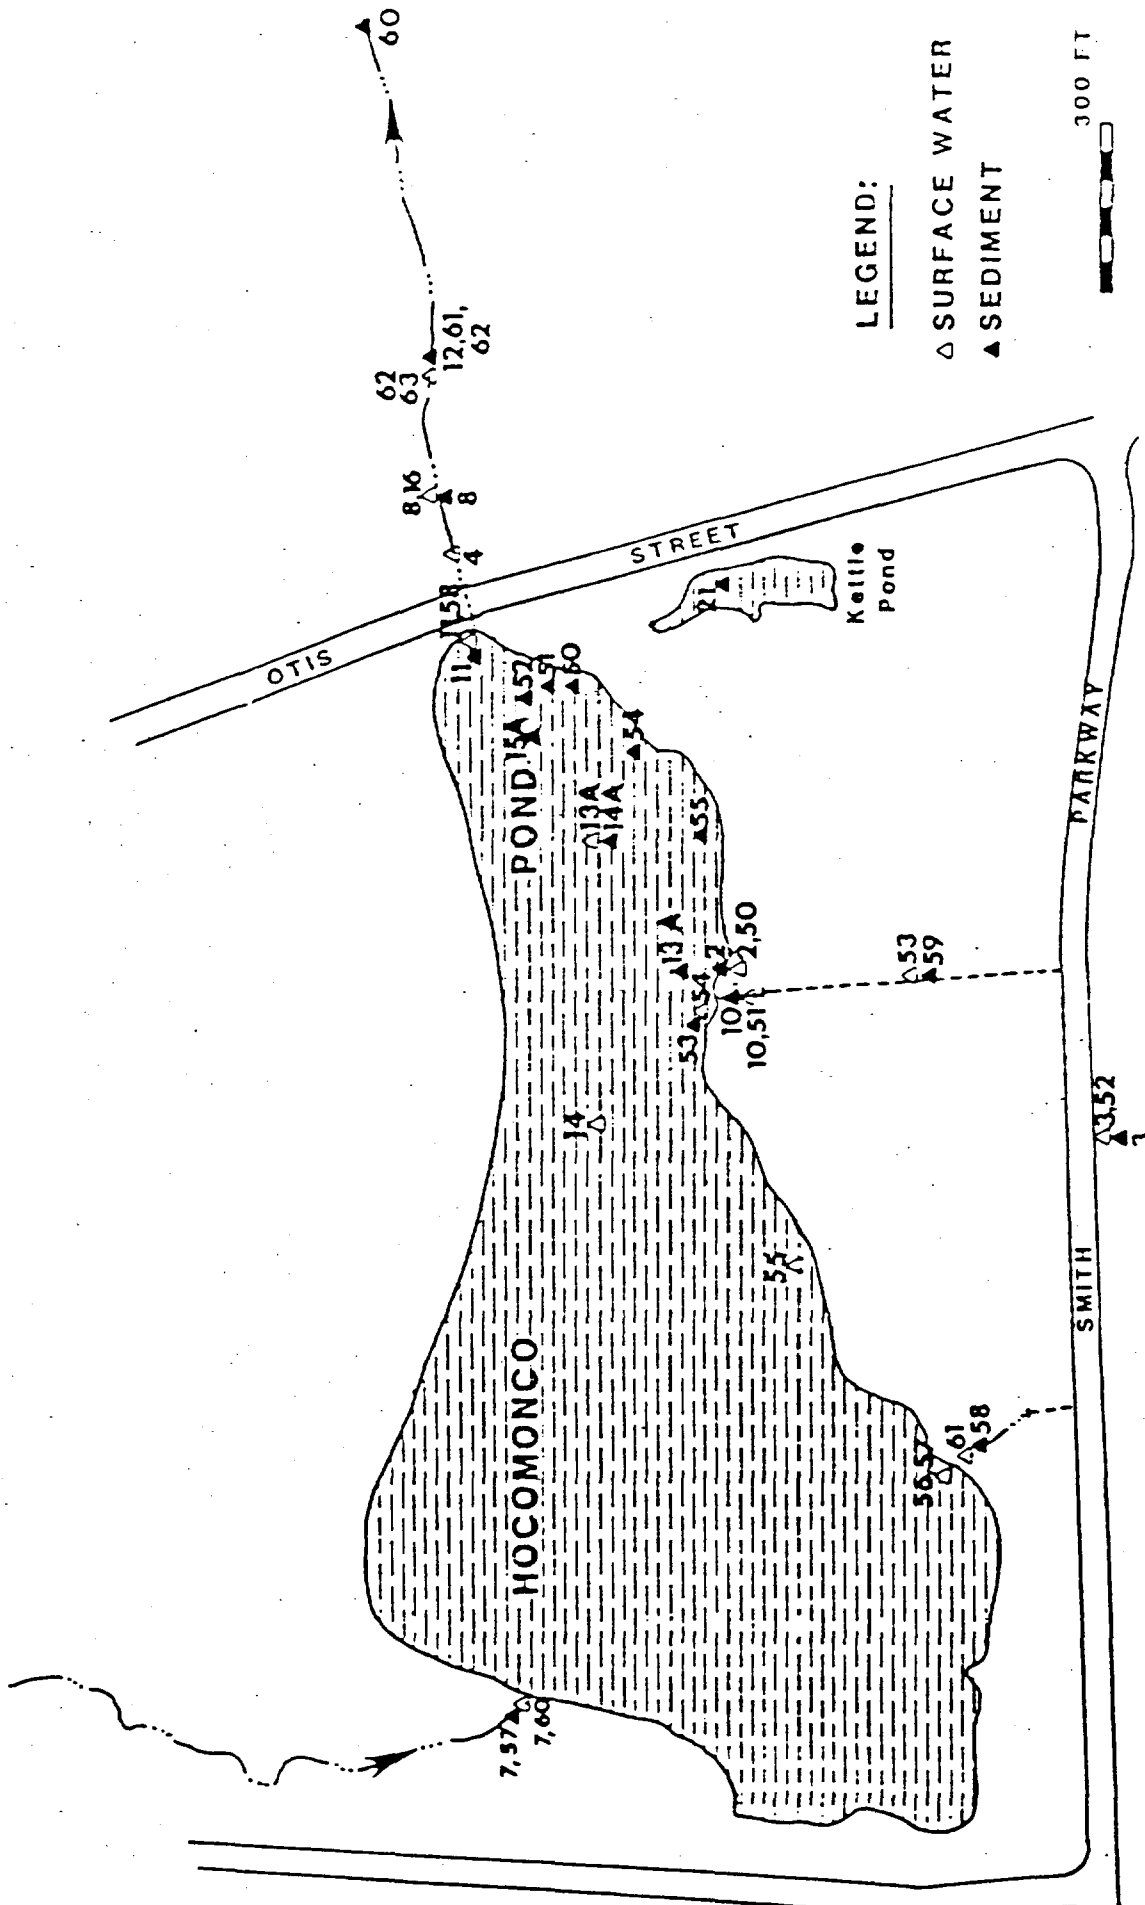 60
12,61,
62
62
63
8,16
8
4
OTIS
STREET
11
52
51
60
54
15A
POND
13A
14A
55
21
Kettle
Pond
13A
2
2,50
54
53
10
10,51
53
59
14
55
HOCOMONCO
56
61
58
7,57
7,60
3,52
SMITH
PARKWAY
LEGEND:
SURFACE WATER
SEDIMENT
300 FT